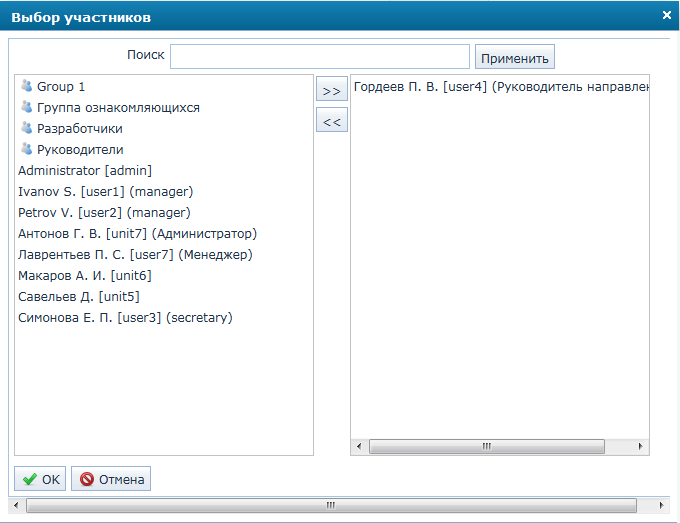 Выбор участников
Поиск
Применить
Group 1
Группа ознакомляющихся
Разработчики
Руководители
Administrator [admin]
Ivanov S. [user1] (manager)
Petrov V. [user2] (manager)
Антонов Г. В. [unit7] (Администратор)
Лаврентьев П. С. [user7] (Менеджер)
Макаров А. И. [unit6]
Савельев Д. [unit5]
Симонова Е. П. [user3] (secretary)
>>
<<
Гордеев П. В. [user4] (Руководитель направлен
OK
Отмена